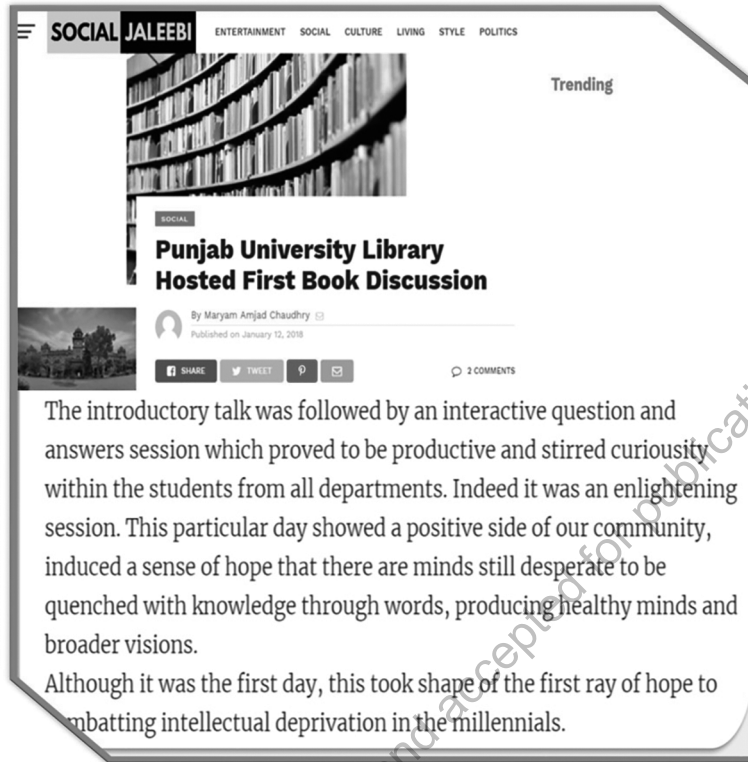 SOCIAL JALEEBI ENTERTAINMENT SOCIAL CULTURE LIVING STYLE POLITICS
Trending
SOCIAL
Punjab University Library
Hosted First Book Discussion
By Maryam Amjad Chaudhry
Published on January 12, 2018
SHARE TWEET 2 COMMENTS
The introductory talk was followed by an interactive question and
answers session which proved to be productive and stirred curiousity
within the students from all departments. Indeed it was an enlightening
session. This particular day showed a positive side of our community,
induced a sense of hope that there are minds still desperate to be
quenched with knowledge through words, producing healthy minds and
broader visions.
Although it was the first day, this took shape of the first ray of hope to
mbatting intellectual deprivation in the millennials.
nd accepted for publicati